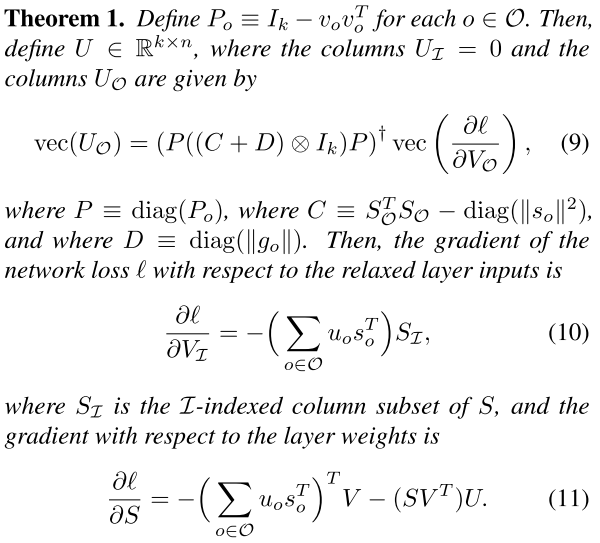 Theorem 1. Define P_o ≡ I_k − v_o v_o^T for each o ∈ 𝒪. Then,
define U ∈ ℝ^{k×n}, where the columns U_ℐ = 0 and the
columns U_𝒪 are given by
vec(U_𝒪) = (P((C + D) ⊗ I_k)P)^† vec(∂ℓ/∂V_𝒪), (9)
where P ≡ diag(P_o), where C ≡ S_𝒪^T S_𝒪 − diag(‖s_o‖²),
and where D ≡ diag(‖g_o‖). Then, the gradient of the
network loss ℓ with respect to the relaxed layer inputs is
∂ℓ/∂V_ℐ = −(∑_{o∈𝒪} u_o s_o^T) S_ℐ, (10)
where S_ℐ is the ℐ-indexed column subset of S, and the
gradient with respect to the layer weights is
∂ℓ/∂S = −(∑_{o∈𝒪} u_o s_o^T)^T V − (SV^T)U. (11)